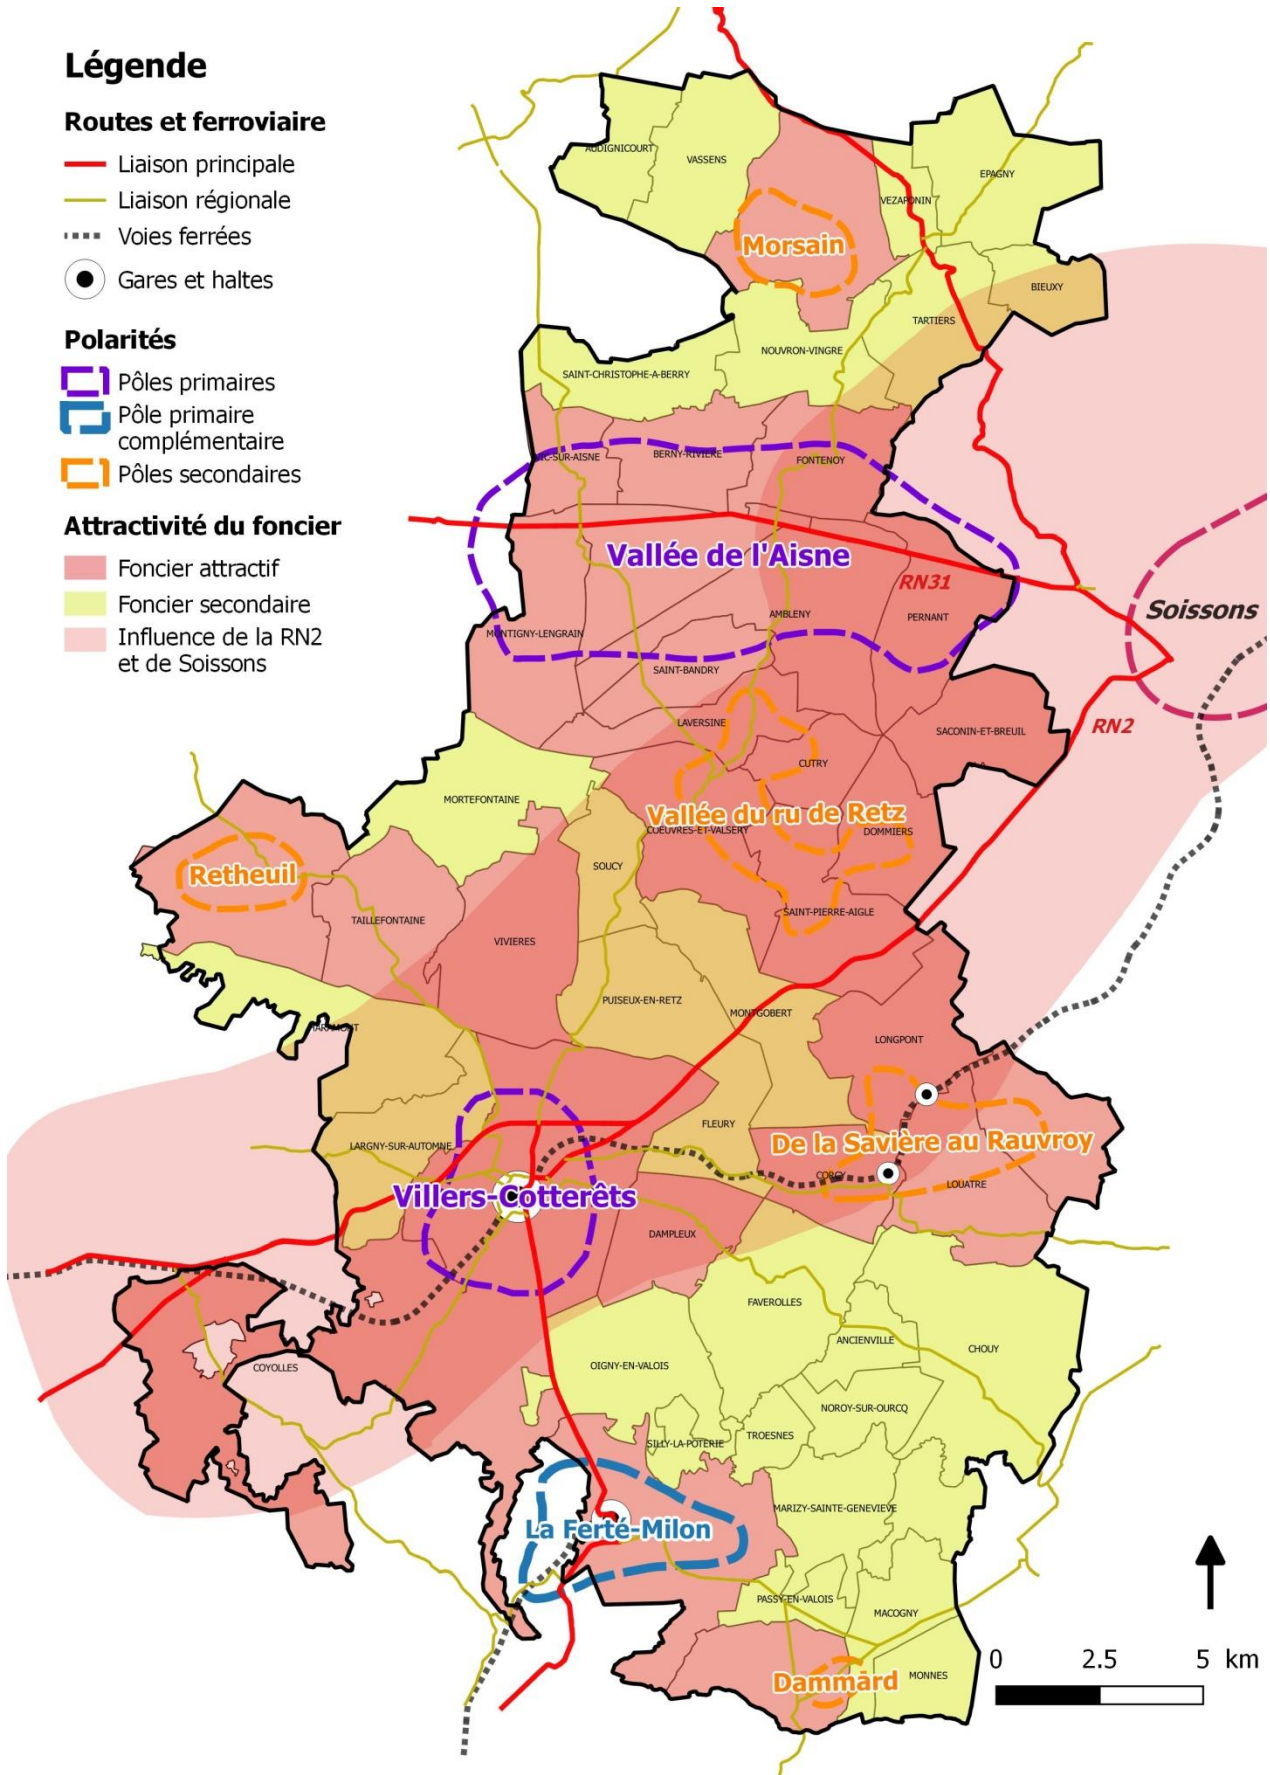 Légende
Routes et ferroviaire
Liaison principale
Liaison régionale
Voies ferrées
Gares et haltes
Polarités
Pôles primaires
Pôle primaire
complémentaire
Pôles secondaires
Attractivité du foncier
Foncier attractif
Foncier secondaire
Influence de la RN2
et de Soissons
AUDIGNICOURT
VASSENS
EPAGNY
VEZAPONIN
Morsain
BIEUXY
TARTIERS
NOUVRON-VINGRE
SAINT-CHRISTOPHE-A-BERRY
BERNY-RIVIERE
IC-SUR-AISNE
FONTENOY
Vallée de l'Aisne
RN31
Soissons
AMBLENY
PERNANT
MONTIGNY-LENGRAIN
SAINT-BANDRY
LAVERSINE
RN2
SACONIN-ET-BREUIL
CUTRY
MORTEFONTAINE
Vallée du ru de Retz
COEUVRES-ET-VALSERY
DOMMIERS
SOUCY
Retheuil
SAINT-PIERRE-AIGLE
TAILLEFONTAINE
VIVIERES
PUISEUX-EN-RETZ
MONTGOBERT
HARAMONT
LONGPONT
FLEURY
LARGNY-SUR-AUTOMNE
De la Savière au Rauvroy
CORCY
LOUATRE
Villers-Cotterêts
DAMPLEUX
FAVEROLLES
ANCIENVILLE
CHOUY
OIGNY-EN-VALOIS
COYOLLES
NOROY-SUR-OURCQ
TROESNES
SILLY-LA-POTERIE
MARIZY-SAINTE-GENEVIEVE
La Ferté-Milon
PASSY-EN-VALOIS
MACOGNY
0 2.5 5 km
MONNES
Dammard